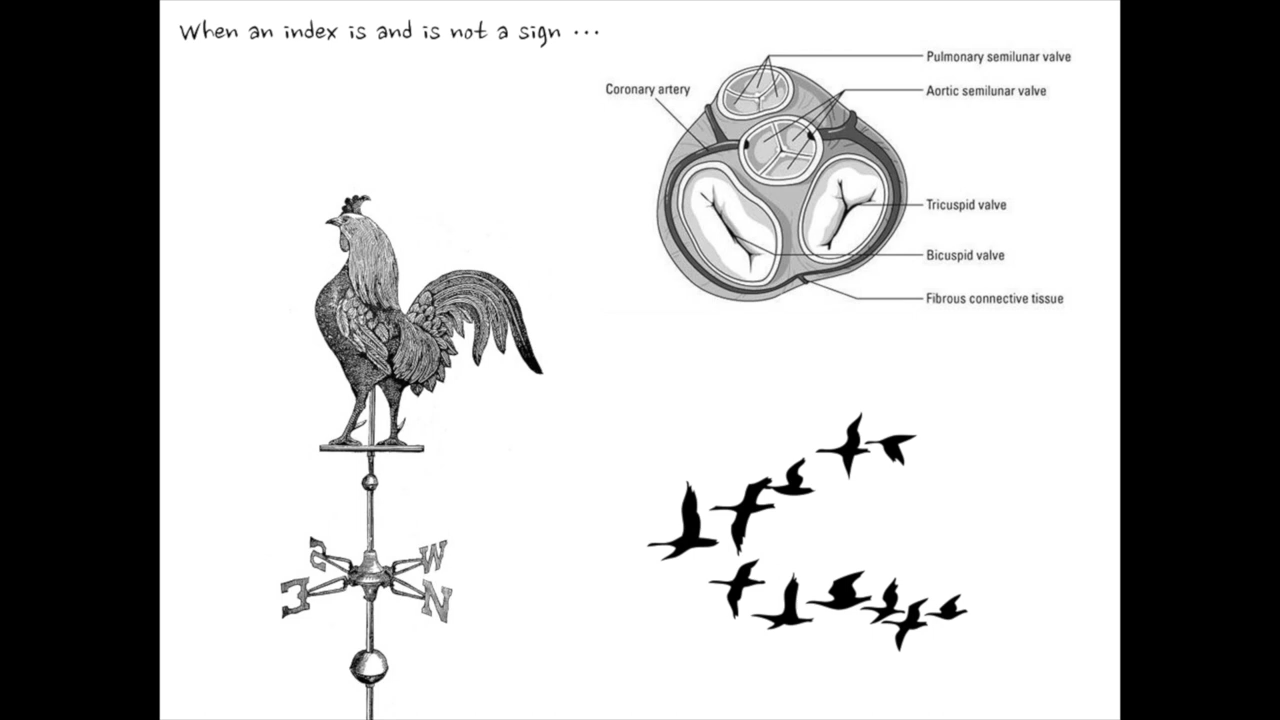 When an index is and is not a sign ...
Pulmonary semilunar valve
Coronary artery
Aortic semilunar valve
Tricuspid valve
Bicuspid valve
Fibrous connective tissue
S W
E N